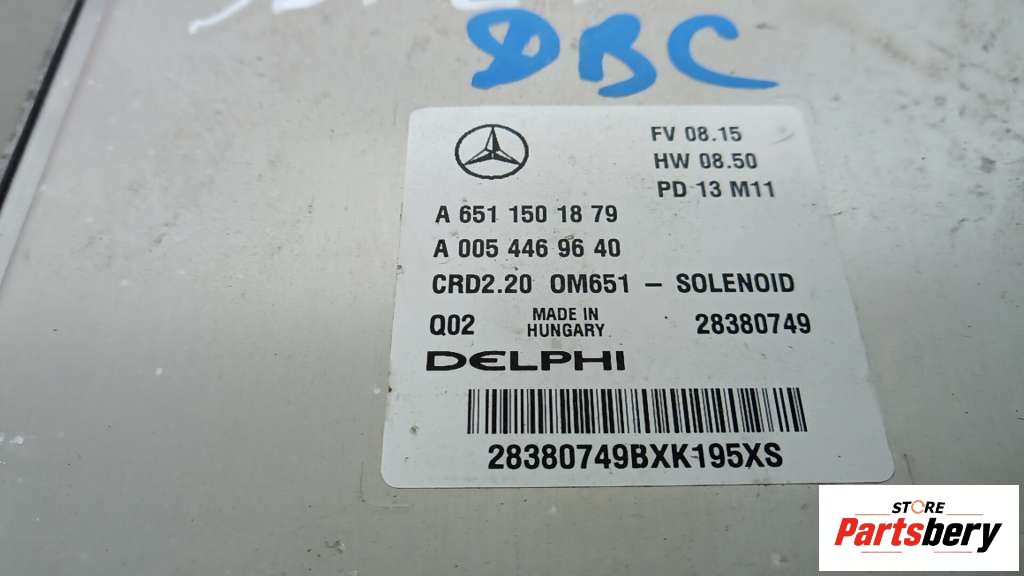 DBC
FV 08.15
HW 08.50
PD 13 M11
A 651 150 18 79
A 005 446 96 40
CRD2.20 OM651 – SOLENOID
Q02 MADE IN HUNGARY 28380749
DELPHI
28380749BXK195XS
STORE
Partsbery